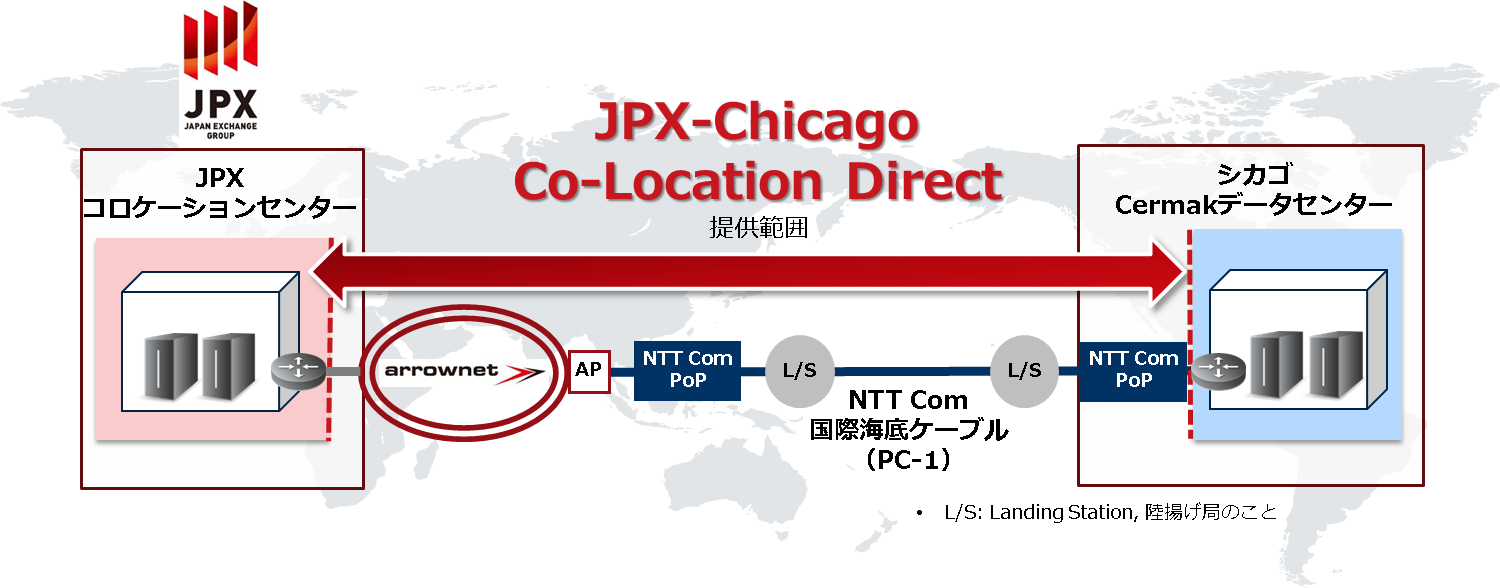 JPX
JAPAN EXCHANGE
GROUP
JPX-Chicago
Co-Location Direct
提供範囲
JPX
コロケーションセンター
シカゴ
Cermakデータセンター
arrownet
AP
NTT Com
PoP
L/S
L/S
NTT Com
PoP
NTT Com
国際海底ケーブル
（PC-1）
• L/S: Landing Station, 陸揚げ局のこと